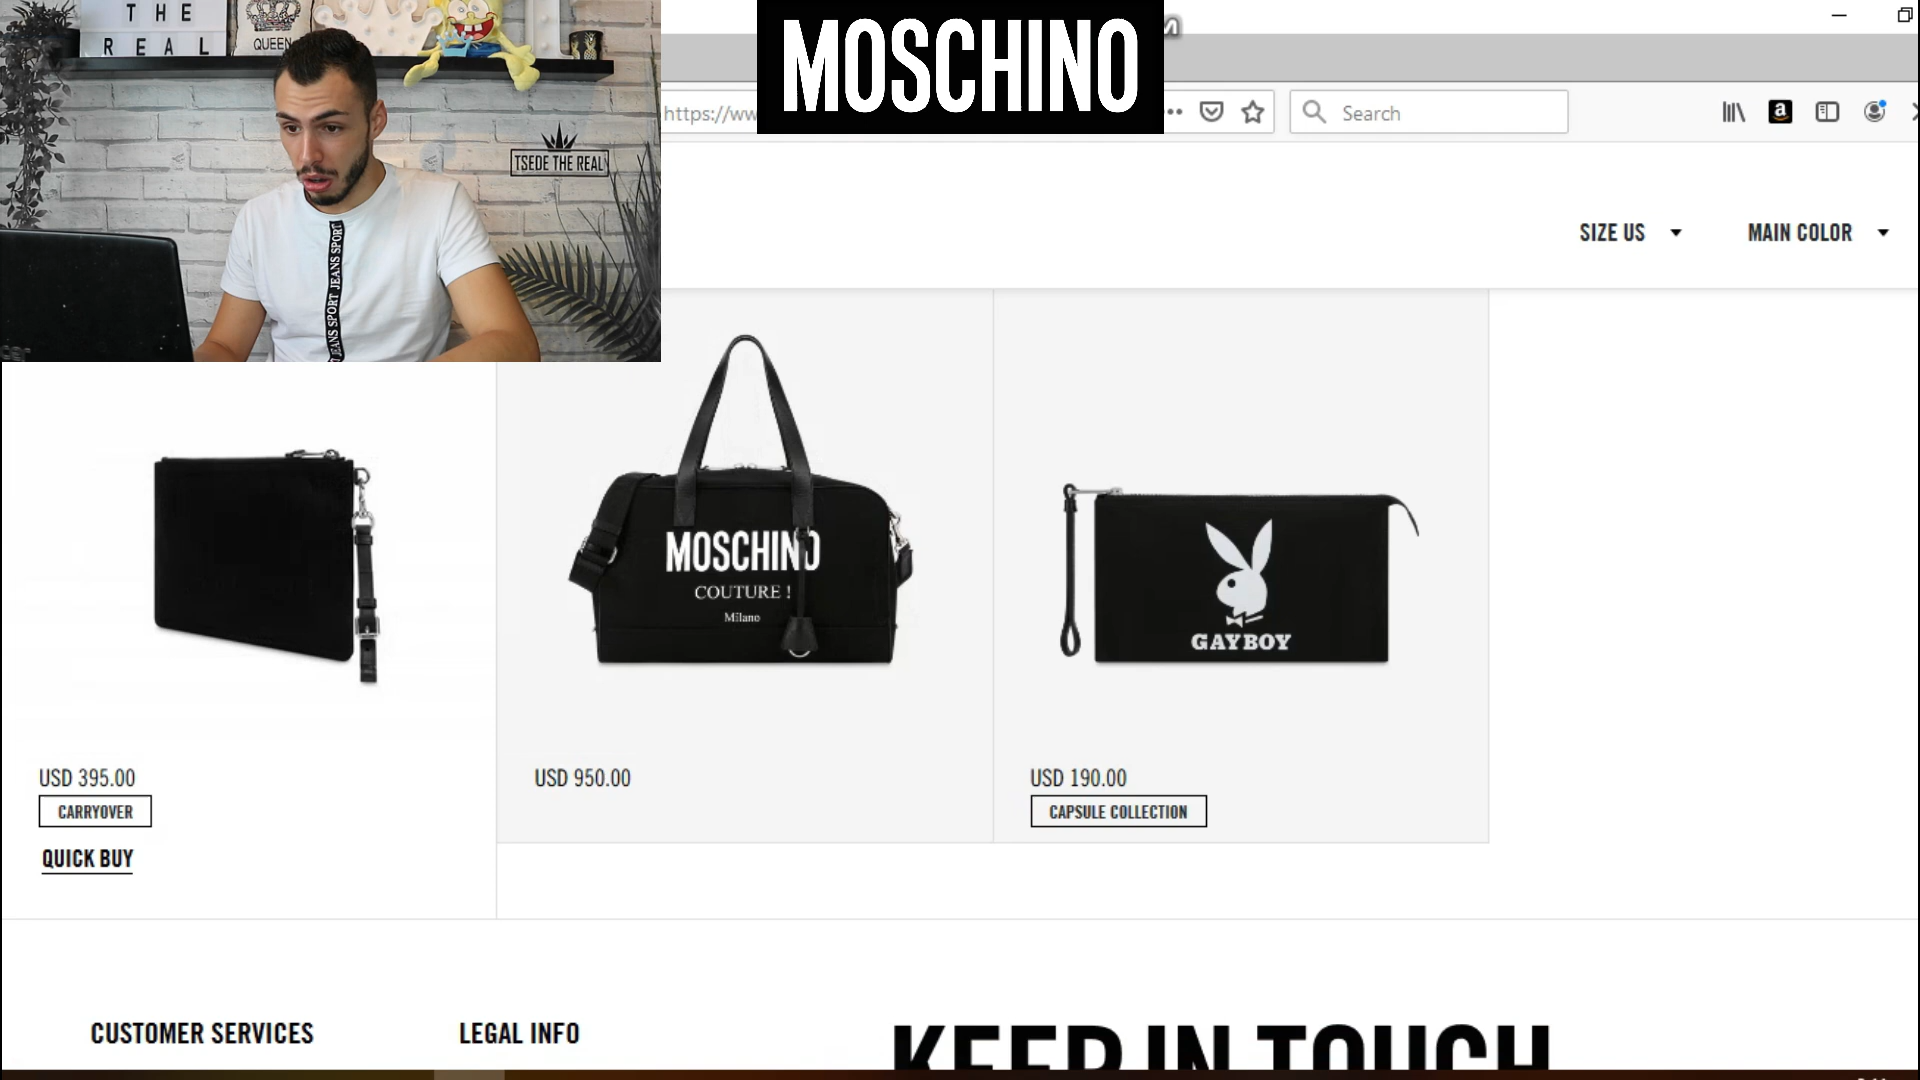 THE
REAL
QUEEN
TSEDE THE REAL
JEANS SPORT JEANS SPORT
MOSCHINO
https://ww
Search
SIZE US
MAIN COLOR
MOSCHINO
COUTURE !
Milano
GAYBOY
USD 395.00
CARRYOVER
QUICK BUY
USD 950.00
USD 190.00
CAPSULE COLLECTION
CUSTOMER SERVICES
LEGAL INFO
KEEP IN TOUCH